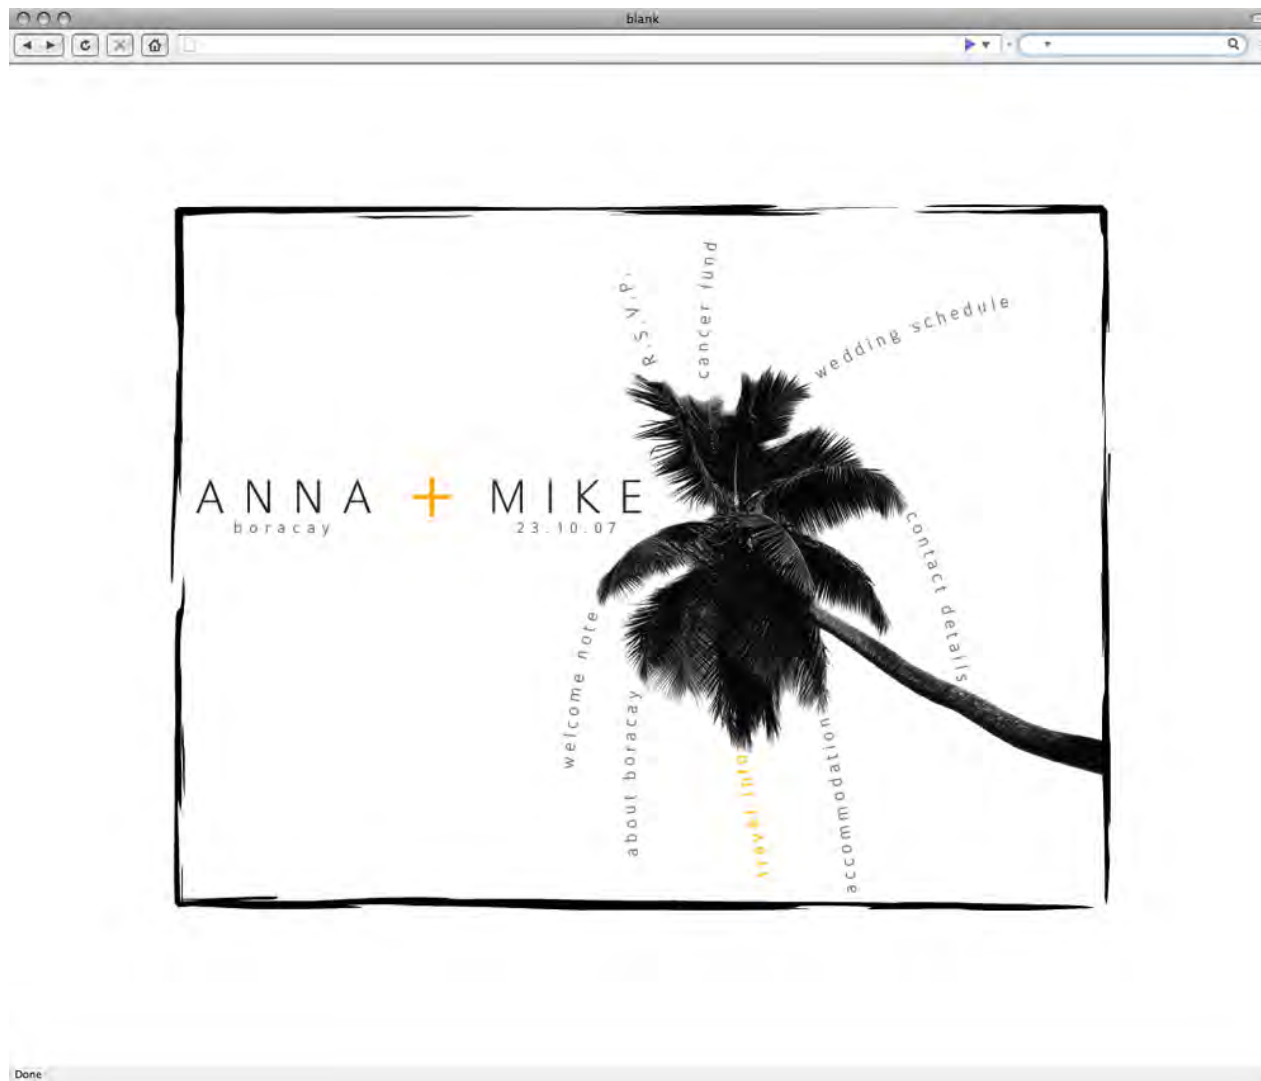 blank
R.S.V.P.
cancer fund
wedding schedule
ANNA + MIKE
boracay 23.10.07
contact details
welcome note
about boracay
travel info
accommodation
Done